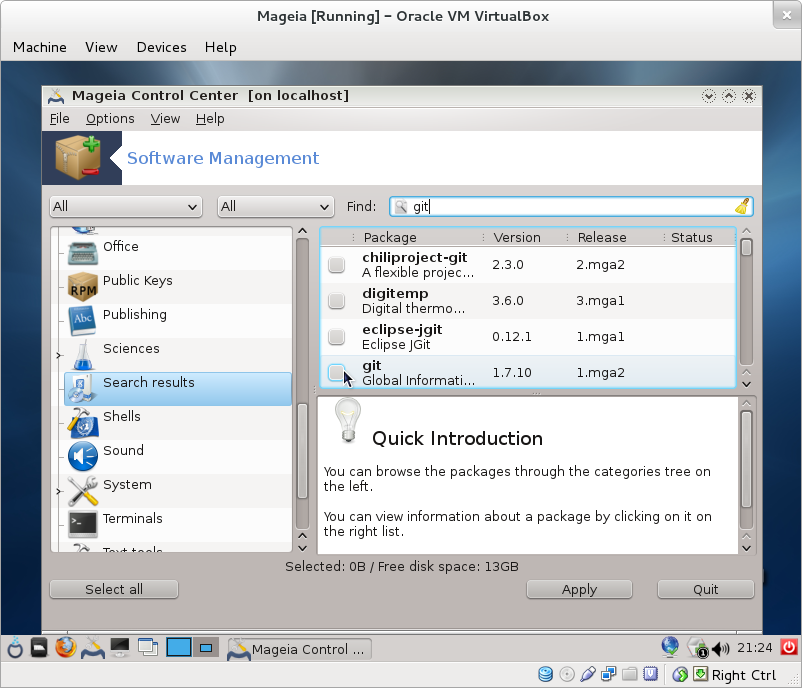 Mageia [Running] – Oracle VM VirtualBox
Machine View Devices Help
Mageia Control Center [on localhost]
File Options View Help
Software Management
All All Find: git
Package Version Release Status
chiliproject-git 2.3.0 2.mga2
A flexible projec...
digitemp 3.6.0 3.mga1
Digital thermo...
eclipse-jgit 0.12.1 1.mga1
Eclipse JGit
git 1.7.10 1.mga2
Global Informati...
Office
RPM Public Keys
Abc Publishing
Sciences
Search results
Shells
Sound
System
Terminals
Text tools
Quick Introduction
You can browse the packages through the categories tree on
the left.
You can view information about a package by clicking on it on
the right list.
Selected: 0B / Free disk space: 13GB
Select all Apply Quit
Mageia Control ... 1 21:24
Right Ctrl